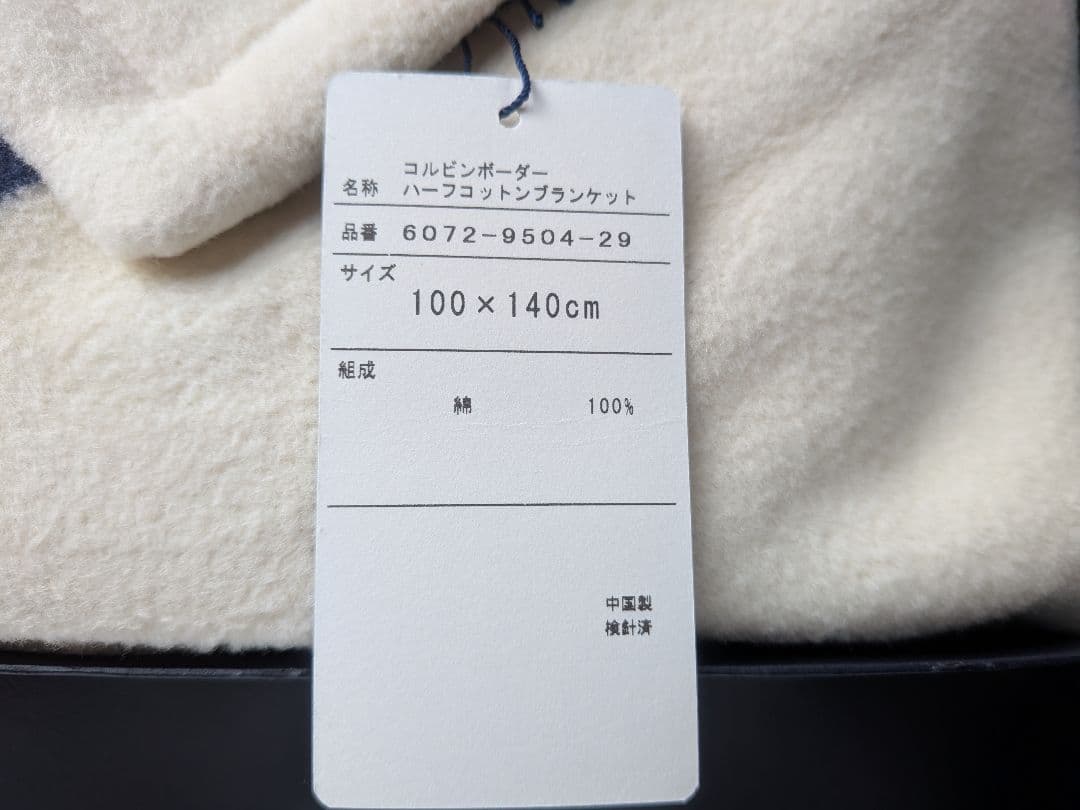 コルビンボーダー
名称 ハーフコットンブランケット
品番 6072-9504-29
サイズ
100×140cm
組成
綿 100%
中国製
検針済